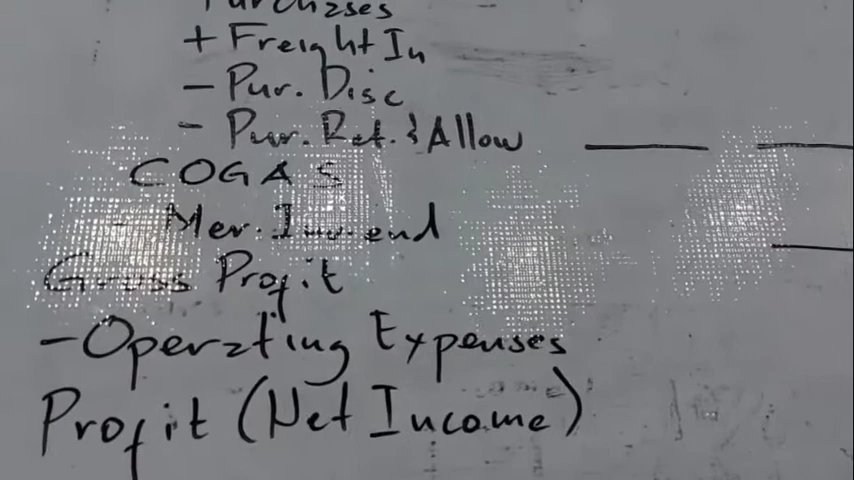 Purchases
+ Freight In
- Pur. Disc
- Pur. Ret. & Allow
COGAS
- Mer. Inv. end
Gross Profit
- Operating Expenses
Profit (Net Income)